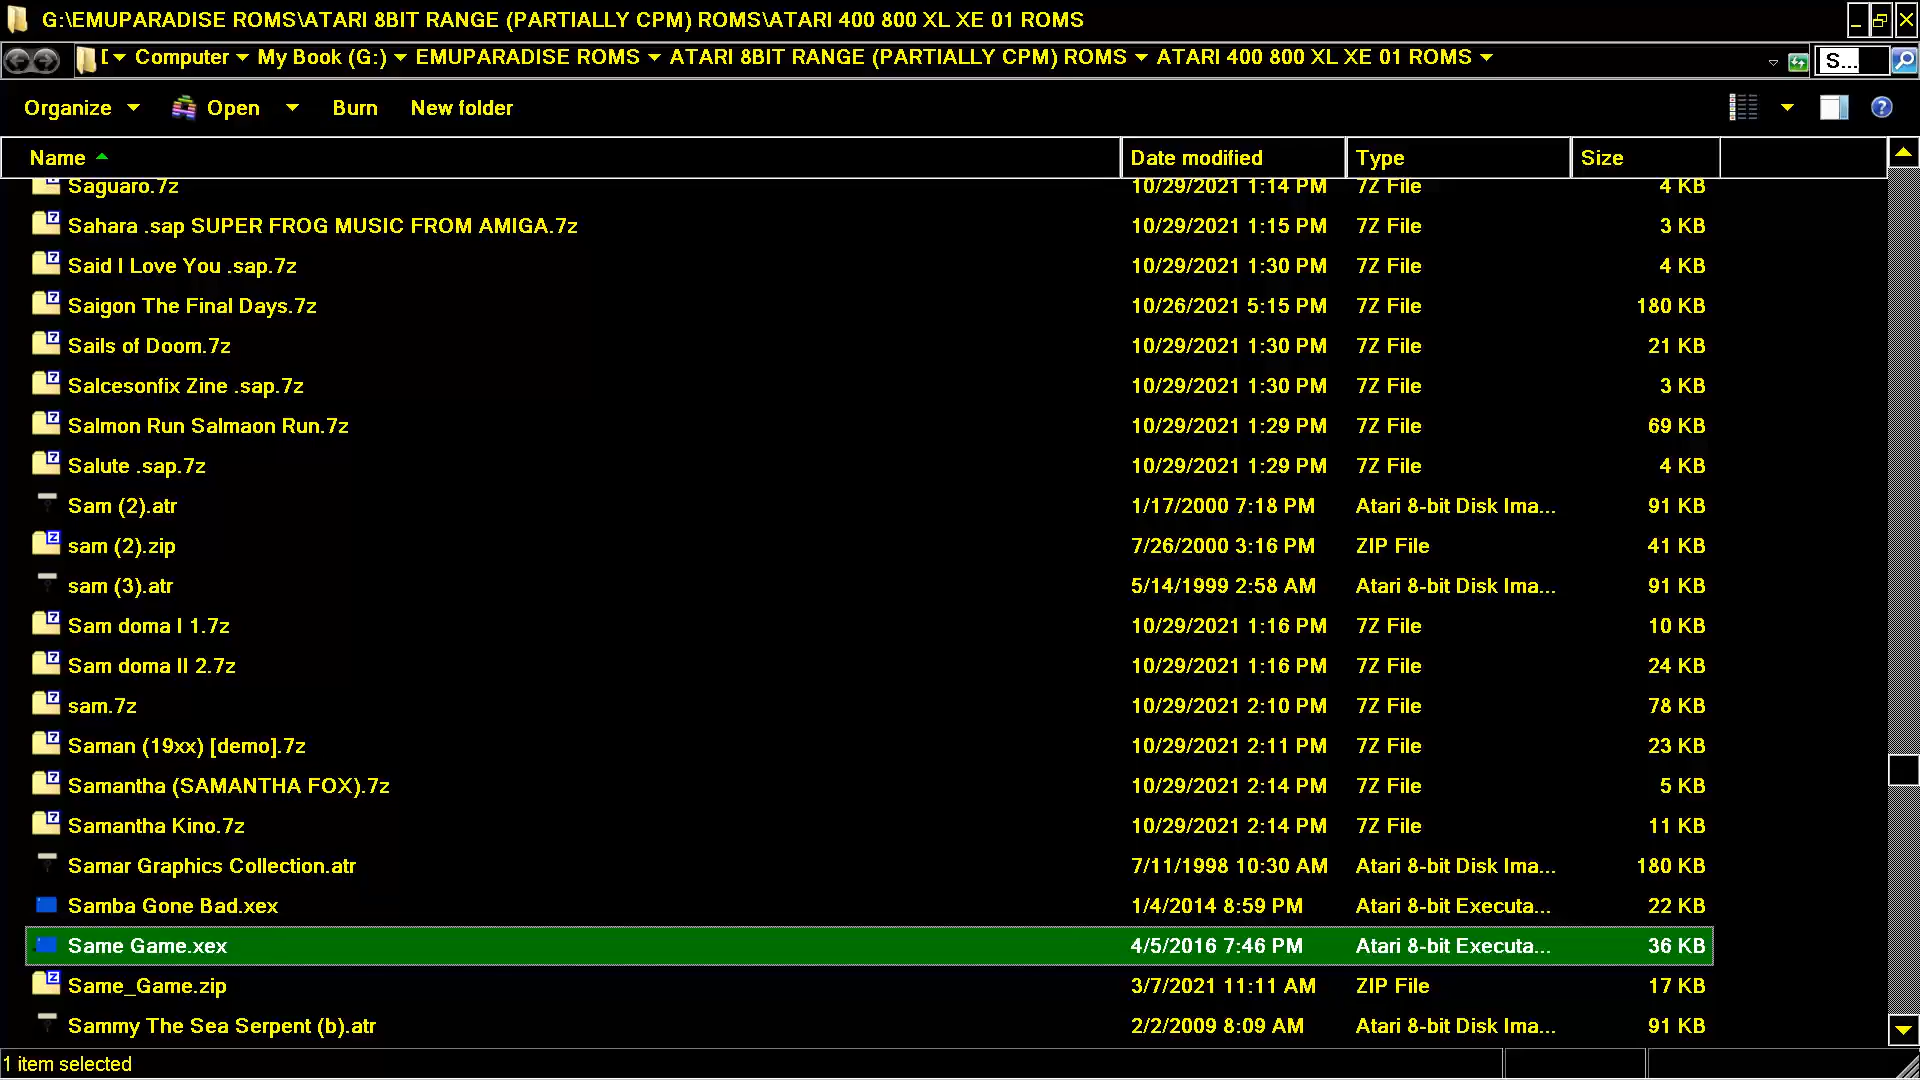 G:\EMUPARADISE ROMS\ATARI 8BIT RANGE (PARTIALLY CPM) ROMS\ATARI 400 800 XL XE 01 ROMS
Computer My Book (G:) EMUPARADISE ROMS ATARI 8BIT RANGE (PARTIALLY CPM) ROMS ATARI 400 800 XL XE 01 ROMS S...
Organize Open Burn New folder
Name Date modified Type Size
Saguaro.7z 10/29/2021 1:14 PM 7Z File 4 KB
Sahara .sap SUPER FROG MUSIC FROM AMIGA.7z 10/29/2021 1:15 PM 7Z File 3 KB
Said I Love You .sap.7z 10/29/2021 1:30 PM 7Z File 4 KB
Saigon The Final Days.7z 10/26/2021 5:15 PM 7Z File 180 KB
Sails of Doom.7z 10/29/2021 1:30 PM 7Z File 21 KB
Salcesonfix Zine .sap.7z 10/29/2021 1:30 PM 7Z File 3 KB
Salmon Run Salmaon Run.7z 10/29/2021 1:29 PM 7Z File 69 KB
Salute .sap.7z 10/29/2021 1:29 PM 7Z File 4 KB
Sam (2).atr 1/17/2000 7:18 PM Atari 8-bit Disk Ima... 91 KB
sam (2).zip 7/26/2000 3:16 PM ZIP File 41 KB
sam (3).atr 5/14/1999 2:58 AM Atari 8-bit Disk Ima... 91 KB
Sam doma I 1.7z 10/29/2021 1:16 PM 7Z File 10 KB
Sam doma II 2.7z 10/29/2021 1:16 PM 7Z File 24 KB
sam.7z 10/29/2021 2:10 PM 7Z File 78 KB
Saman (19xx) [demo].7z 10/29/2021 2:11 PM 7Z File 23 KB
Samantha (SAMANTHA FOX).7z 10/29/2021 2:14 PM 7Z File 5 KB
Samantha Kino.7z 10/29/2021 2:14 PM 7Z File 11 KB
Samar Graphics Collection.atr 7/11/1998 10:30 AM Atari 8-bit Disk Ima... 180 KB
Samba Gone Bad.xex 1/4/2014 8:59 PM Atari 8-bit Executa... 22 KB
Same Game.xex 4/5/2016 7:46 PM Atari 8-bit Executa... 36 KB
Same_Game.zip 3/7/2021 11:11 AM ZIP File 17 KB
Sammy The Sea Serpent (b).atr 2/2/2009 8:09 AM Atari 8-bit Disk Ima... 91 KB
1 item selected